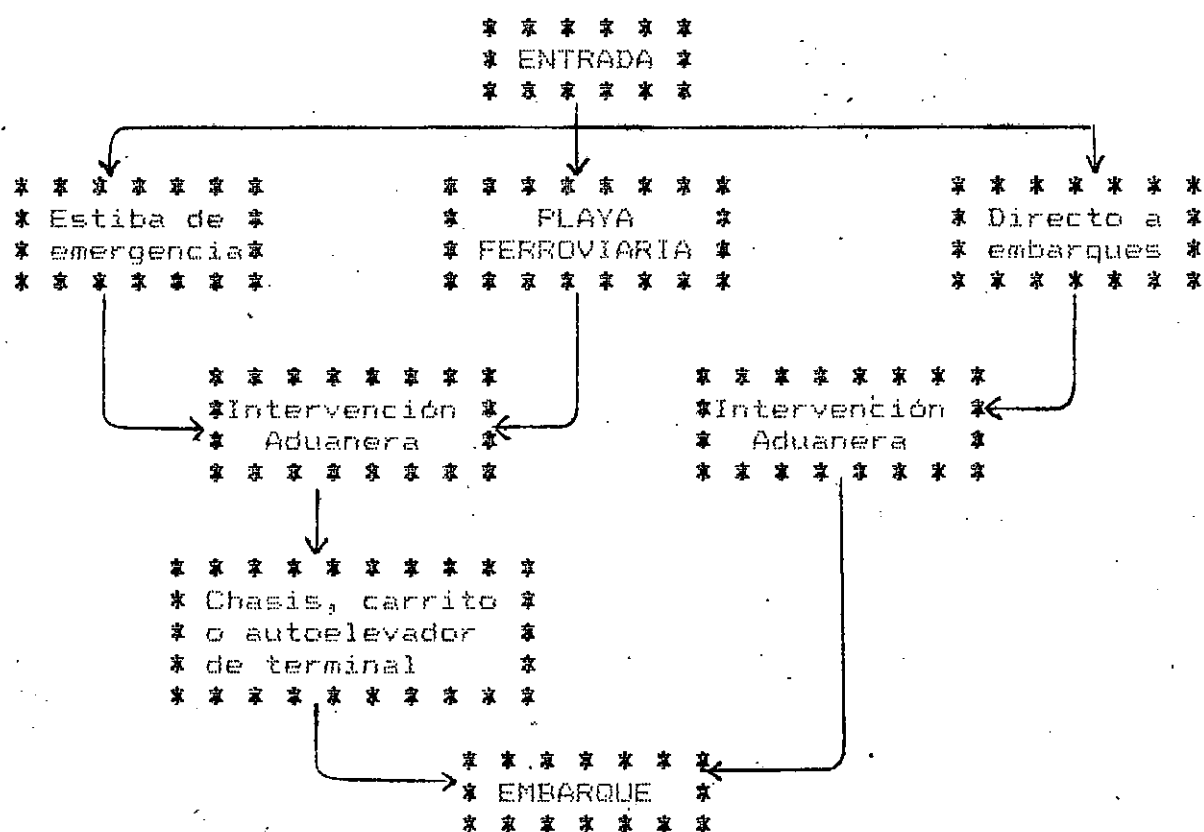 ENTRADA
Estiba de
emergencia
PLAYA
FERROVIARIA
Directo a
embarques
Intervención
Aduanera
Intervención
Aduanera
Chasis, carrito
o autoelevador
de terminal
EMBARQUE